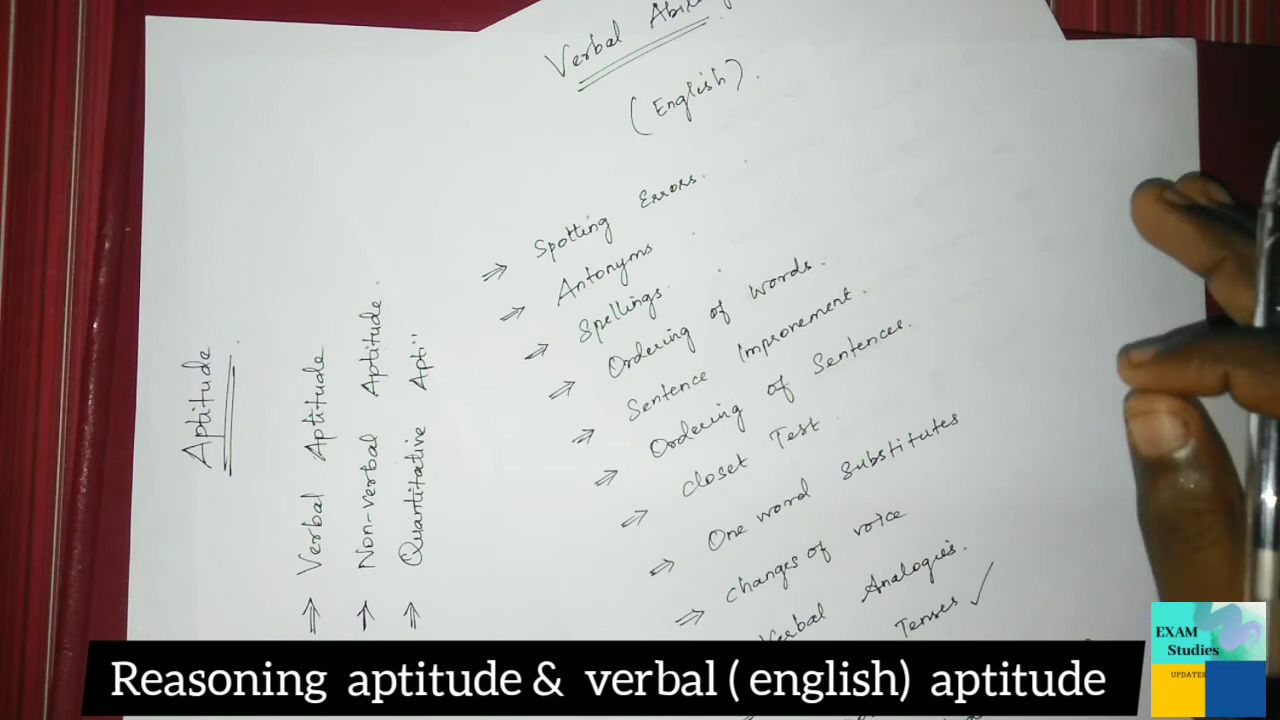 Aptitude.
⇒ Verbal Aptitude
→ Non-verbal Aptitude.
⇒ Quantitative Apti"
Verbal
(English).
⇒ Spotting Errors.
⇒ Antonyms
⇒ Spellings.
⇒ Ordering of words.
⇒ Sentence Improvement.
⇒ Ordering of Sentences.
⇒ closet Test
⇒ One word Substitutes
⇒ changes of voice
Verbal Analogies.
Tenses ✓
Reasoning aptitude & verbal ( english) aptitude
EXAM
Studies
UPDATES